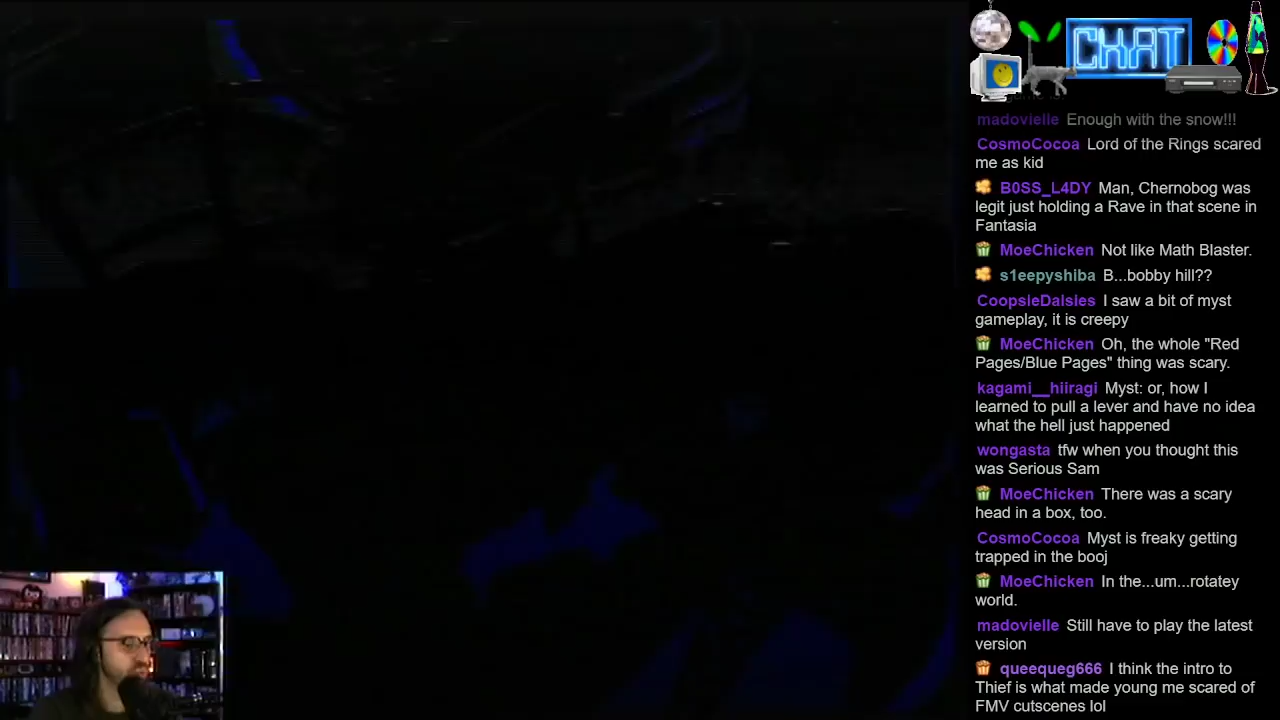 CHAT
game is.
madovielle Enough with the snow!!!
CosmoCocoa Lord of the Rings scared
me as kid
B0SS_L4DY Man, Chernobog was
legit just holding a Rave in that scene in
Fantasia
MoeChicken Not like Math Blaster.
s1eepyshiba B...bobby hill??
CoopsieDaisies I saw a bit of myst
gameplay, it is creepy
MoeChicken Oh, the whole "Red
Pages/Blue Pages" thing was scary.
kagami__hiiragi Myst: or, how I
learned to pull a lever and have no idea
what the hell just happened
wongasta tfw when you thought this
was Serious Sam
MoeChicken There was a scary
head in a box, too.
CosmoCocoa Myst is freaky getting
trapped in the booj
MoeChicken In the...um...rotatey
world.
madovielle Still have to play the latest
version
queequeg666 I think the intro to
Thief is what made young me scared of
FMV cutscenes lol